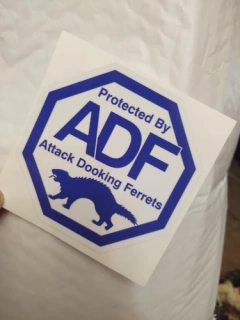 Protected By
ADF
Attack Dooking Ferrets